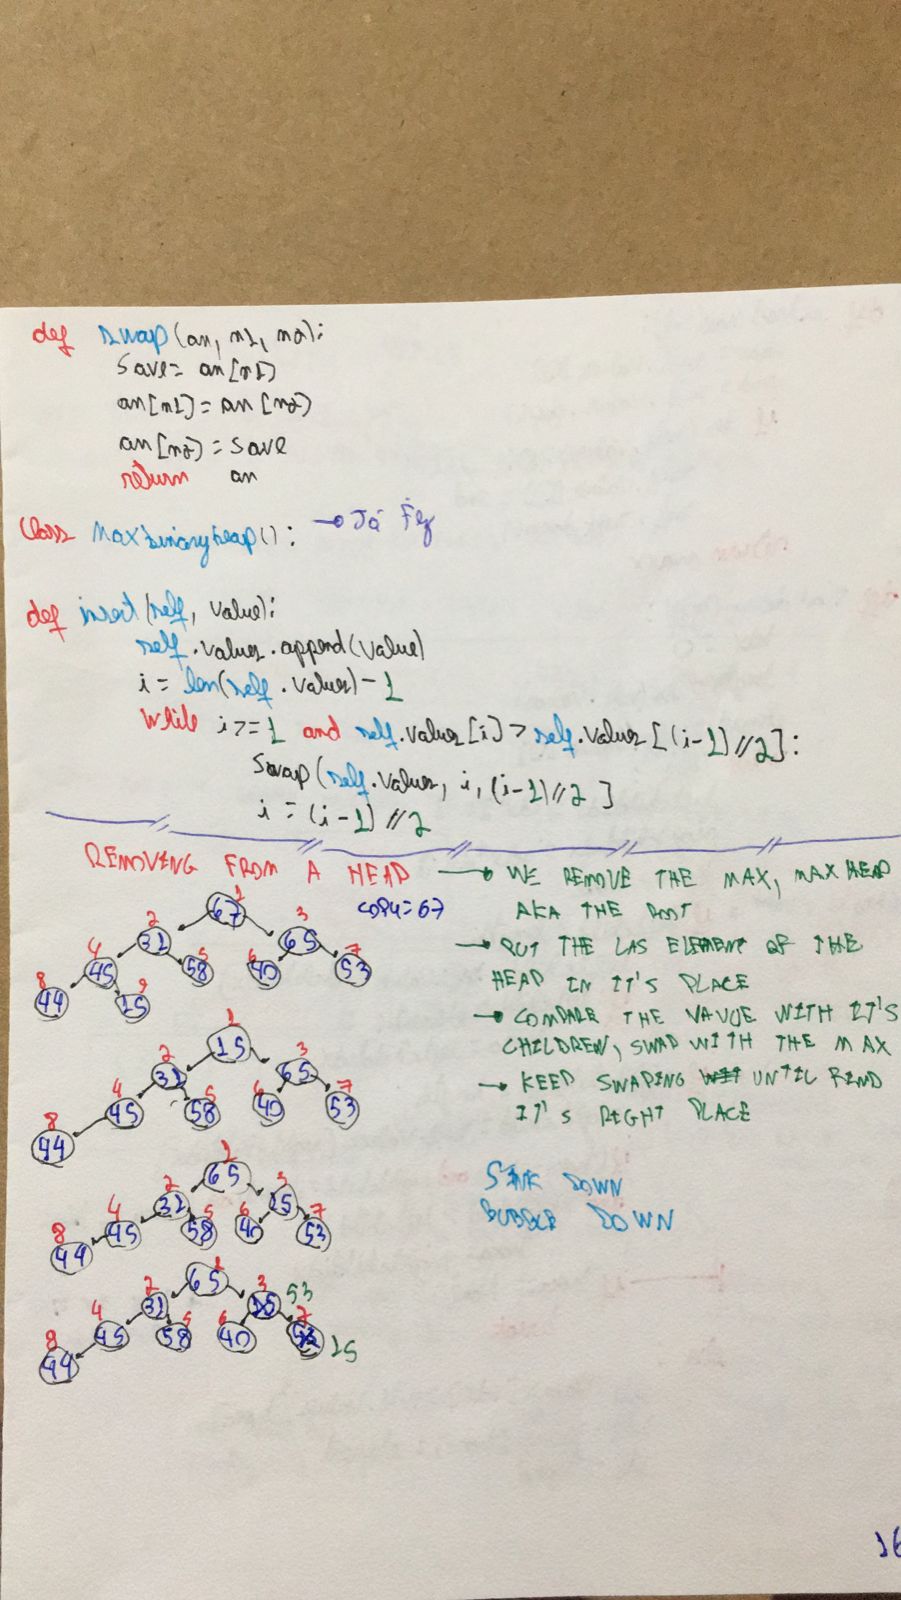 def swap(arr, n1, n2):
save = arr[n1]
arr[n1] = arr[n2]
arr[n2] = save
return arr
Class MaxBinaryHeap(): → Já Fiz
def insert(self, value):
self.values.append(value)
i = len(self.values) - 1
while i >= 1 and self.values[i] > self.values[(i-1)//2]:
Swap(self.values, i, (i-1)//2]
i = (i-1)//2
REMOVING FROM A HEAP → WE REMOVE THE MAX, MAX HEAP
COPY = 67 AKA THE ROOT
→ PUT THE LAS ELEMENT OF THE
HEAP IN IT'S PLACE
→ COMPARE THE VAVUE WITH IT'S
CHILDREN, SWAP WITH THE MAX
→ KEEP SWAPING UNTIL FIND
IT'S RIGHT PLACE
SINK DOWN
BUBBLE DOWN
1
67
2 3
31 65
4 5 6 7
45 58 40 53
8 9
44 15
1
15
2 3
31 65
4 5 6 7
45 58 40 53
8
44
1
65
2 3
31 15
4 5 6 7
45 58 40 53
8
44
1
65
2 3
31 15 53
4 5 6 7
45 58 40 53 15
8
44
16